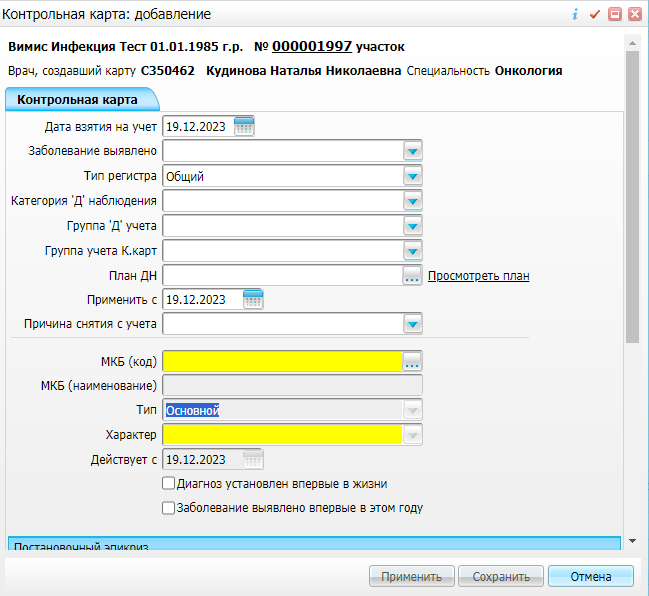 Контрольная карта: добавление
Вимис Инфекция Тест 01.01.1985 г.р. № 000001997 участок
Врач, создавший карту С350462 Кудинова Наталья Николаевна Специальность Онкология
Контрольная карта
Дата взятия на учет 19.12.2023
Заболевание выявлено
Тип регистра Общий
Категория 'Д' наблюдения
Группа 'Д' учета
Группа учета К.карт
План ДН ... Просмотреть план
Применить с 19.12.2023
Причина снятия с учета
МКБ (код) ...
МКБ (наименование)
Тип Основной
Характер
Действует с 19.12.2023
Диагноз установлен впервые в жизни
Заболевание выявлено впервые в этом году
Постановочный эпикриз
Применить Сохранить Отмена